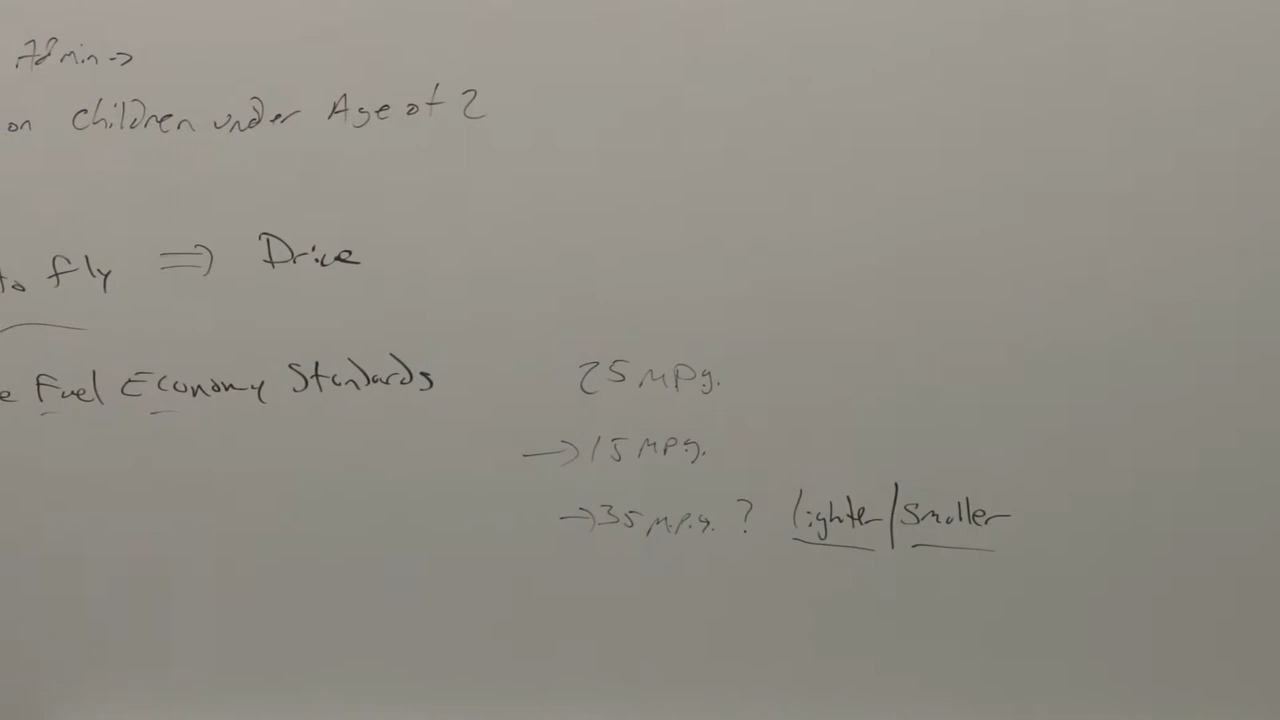 Admin →
on children under Age of 2
to fly ⇒ Drive
e Fuel Economy Standards 25 MPg.
→ 15 MPg.
→ 35 M.P.g. ? lighter/smaller